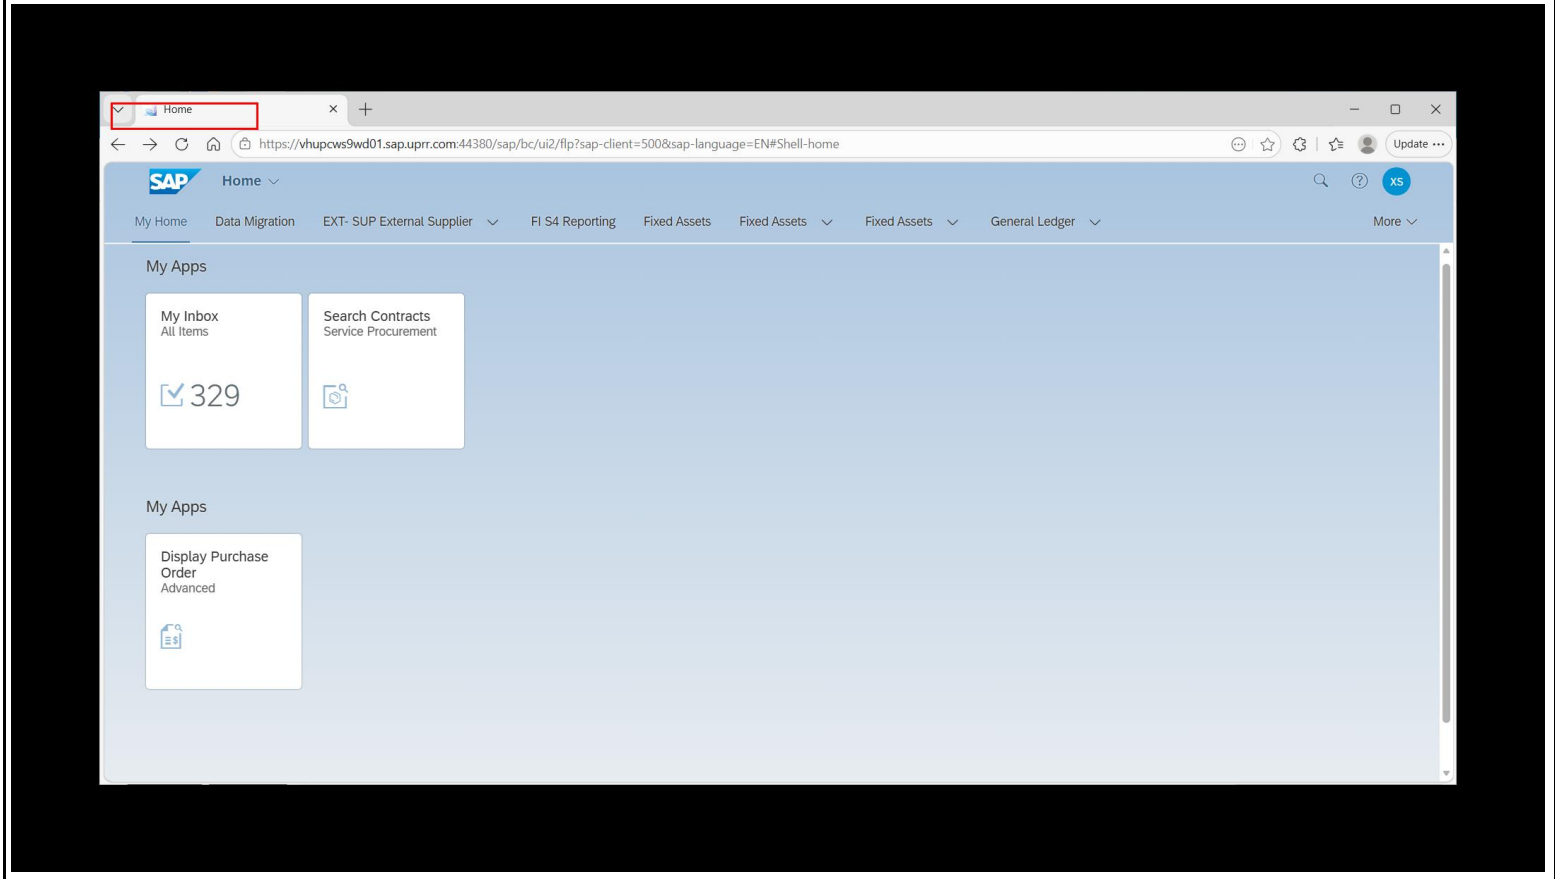 Home
https://vhupcws9wd01.sap.uprr.com:44380/sap/bc/ui2/flp?sap-client=500&sap-language=EN#Shell-home
Update
SAP Home
XS
My Home Data Migration EXT- SUP External Supplier FI S4 Reporting Fixed Assets Fixed Assets Fixed Assets General Ledger More
My Apps
My Inbox
All Items
329
Search Contracts
Service Procurement
My Apps
Display Purchase
Order
Advanced